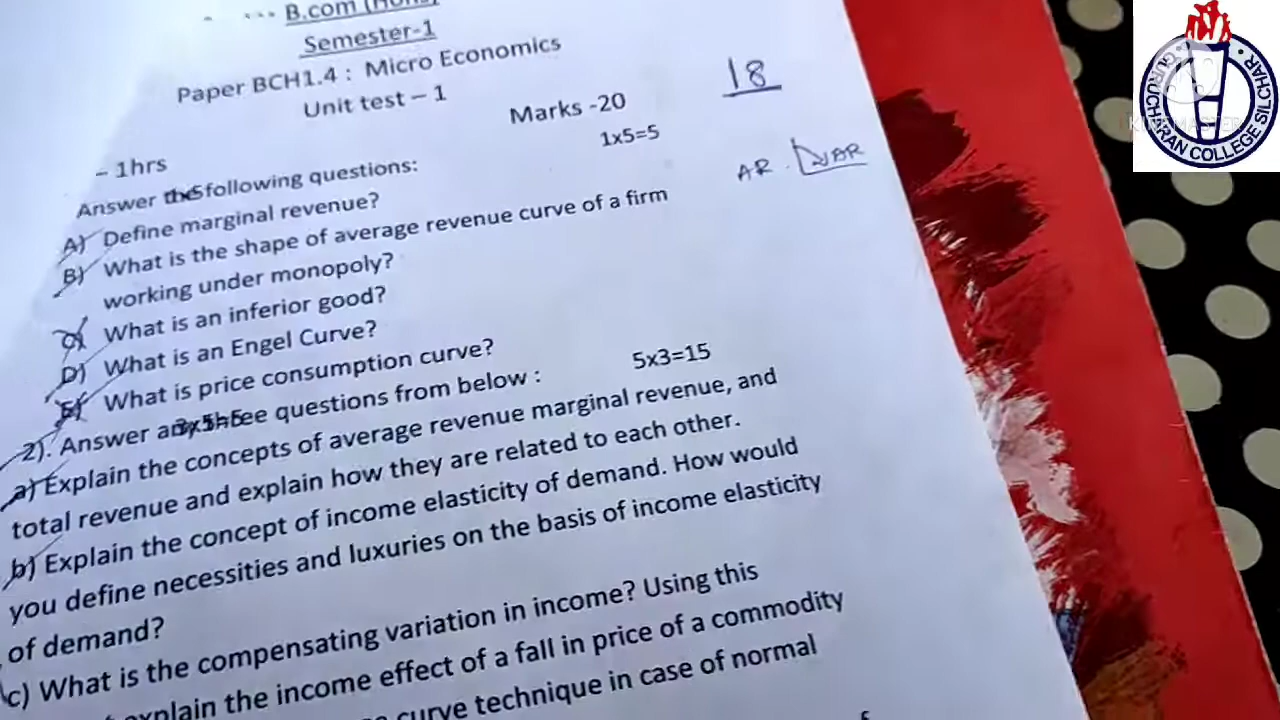 B.com (Hons)
Semester-1
Paper BCH1.4 : Micro Economics
Unit test – 1
18
Marks -20
– 1hrs
1x5=5
Answer the following questions:
AR
AR
A) Define marginal revenue?
B) What is the shape of average revenue curve of a firm
working under monopoly?
What is an inferior good?
D) What is an Engel Curve?
E) What is price consumption curve?
2). Answer any three questions from below :
5x3=15
a) Explain the concepts of average revenue marginal revenue, and
total revenue and explain how they are related to each other.
b) Explain the concept of income elasticity of demand. How would
you define necessities and luxuries on the basis of income elasticity
of demand?
c) What is the compensating variation in income? Using this
explain the income effect of a fall in price of a commodity
curve technique in case of normal
GURUCHARAN COLLEGE SILCHAR